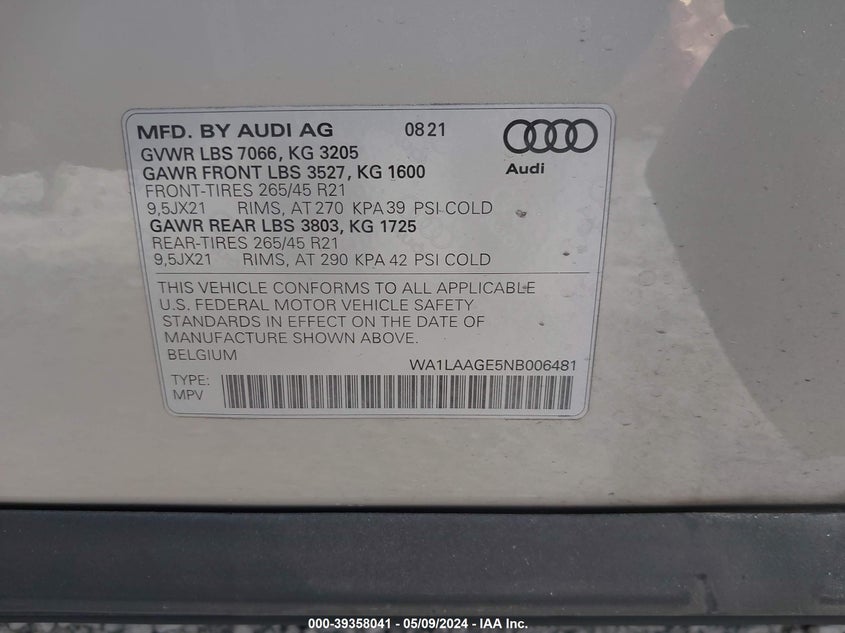 MFD. BY AUDI AG 0821
GVWR LBS 7066, KG 3205
GAWR FRONT LBS 3527, KG 1600
FRONT-TIRES 265/45 R21
9,5JX21 RIMS, AT 270 KPA 39 PSI COLD
GAWR REAR LBS 3803, KG 1725
REAR-TIRES 265/45 R21
9,5JX21 RIMS, AT 290 KPA 42 PSI COLD
Audi
THIS VEHICLE CONFORMS TO ALL APPLICABLE
U.S. FEDERAL MOTOR VEHICLE SAFETY
STANDARDS IN EFFECT ON THE DATE OF
MANUFACTURE SHOWN ABOVE.
BELGIUM WA1LAAGE5NB006481
TYPE:
MPV
000-39358041 - 05/09/2024 - IAA Inc.